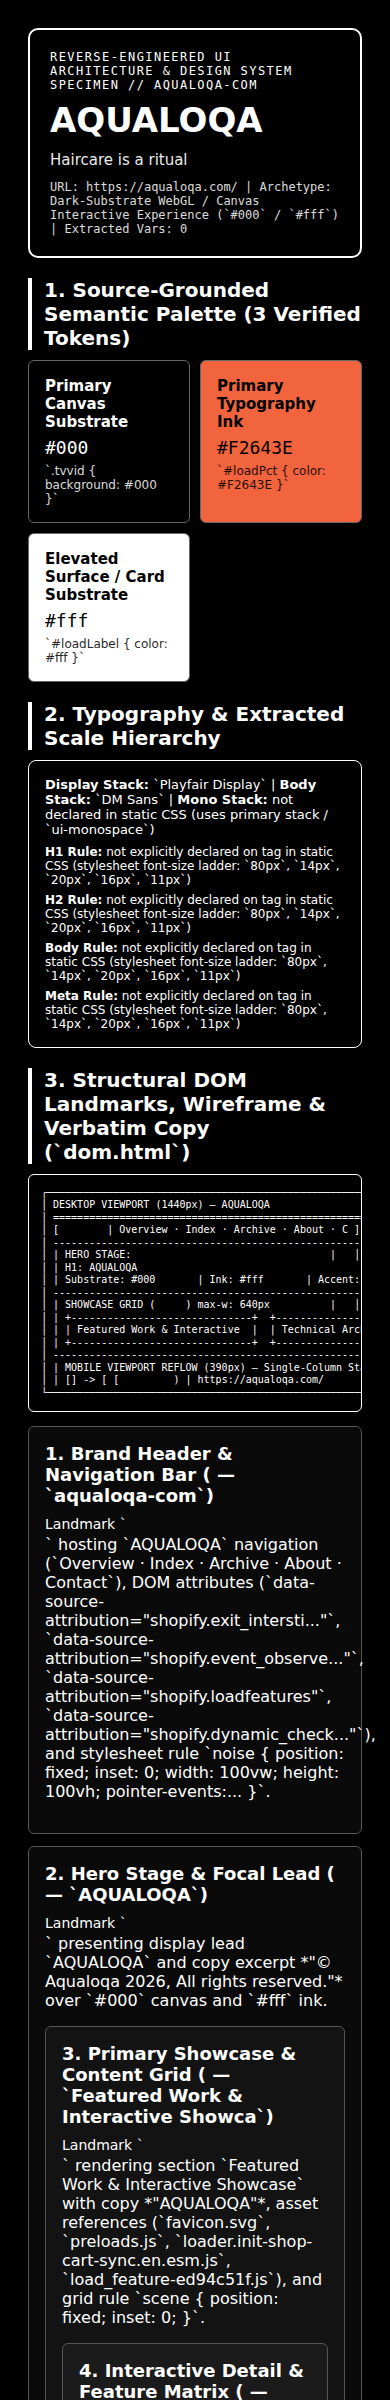 REVERSE-ENGINEERED UI
ARCHITECTURE & DESIGN SYSTEM
SPECIMEN // AQUALOQA-COM
AQUALOQA
Haircare is a ritual
URL: https://aqualoqa.com/ | Archetype:
Dark-Substrate WebGL / Canvas
Interactive Experience (`#000` / `#fff`)
| Extracted Vars: 0
1. Source-Grounded
Semantic Palette (3 Verified
Tokens)
Primary
Canvas
Substrate
#000
`.tvvid {
background: #000
}`
Primary
Typography
Ink
#F2643E
`#loadPct { color:
#F2643E }`
Elevated
Surface / Card
Substrate
#fff
`#loadLabel { color:
#fff }`
2. Typography & Extracted
Scale Hierarchy
Display Stack: `Playfair Display` | Body
Stack: `DM Sans` | Mono Stack: not
declared in static CSS (uses primary stack /
`ui-monospace`)
H1 Rule: not explicitly declared on tag in static
CSS (stylesheet font-size ladder: `80px`, `14px`,
`20px`, `16px`, `11px`)
H2 Rule: not explicitly declared on tag in static
CSS (stylesheet font-size ladder: `80px`, `14px`,
`20px`, `16px`, `11px`)
Body Rule: not explicitly declared on tag in
static CSS (stylesheet font-size ladder: `80px`,
`14px`, `20px`, `16px`, `11px`)
Meta Rule: not explicitly declared on tag in
static CSS (stylesheet font-size ladder: `80px`,
`14px`, `20px`, `16px`, `11px`)
3. Structural DOM
Landmarks, Wireframe &
Verbatim Copy
(`dom.html`)
DESKTOP VIEWPORT (1440px) — AQUALOQA
[ | Overview · Index · Archive · About · C ]
| HERO STAGE: | |
| H1: AQUALOQA
| Substrate: #000 | Ink: #fff | Accent:
| SHOWCASE GRID ( ) max-w: 640px | |
| | Featured Work & Interactive | | Technical Arc
| MOBILE VIEWPORT REFLOW (390px) — Single-Column St
| [] -> [ [ ) | https://aqualoqa.com/
1. Brand Header &
Navigation Bar ( —
`aqualoqa-com`)
Landmark `
` hosting `AQUALOQA` navigation
(`Overview · Index · Archive · About ·
Contact`), DOM attributes (`data-
source-
attribution="shopify.exit_intersti..."`,
`data-source-
attribution="shopify.event_observe..."`,
`data-source-
attribution="shopify.loadfeatures"`,
`data-source-
attribution="shopify.dynamic_check..."`),
and stylesheet rule `noise { position:
fixed; inset: 0; width: 100vw; height:
100vh; pointer-events:... }`.
2. Hero Stage & Focal Lead (
— `AQUALOQA`)
Landmark `
` presenting display lead
`AQUALOQA` and copy excerpt *"©
Aqualoqa 2026, All rights reserved."*
over `#000` canvas and `#fff` ink.
3. Primary Showcase &
Content Grid ( —
`Featured Work &
Interactive Showca`)
Landmark `
` rendering section `Featured
Work & Interactive Showcase`
with copy *"AQUALOQA"*, asset
references (`favicon.svg`,
`preloads.js`, `loader.init-shop-
cart-sync.en.esm.js`,
`load_feature-ed94c51f.js`), and
grid rule `scene { position:
fixed; inset: 0; }`.
4. Interactive Detail &
Feature Matrix ( —